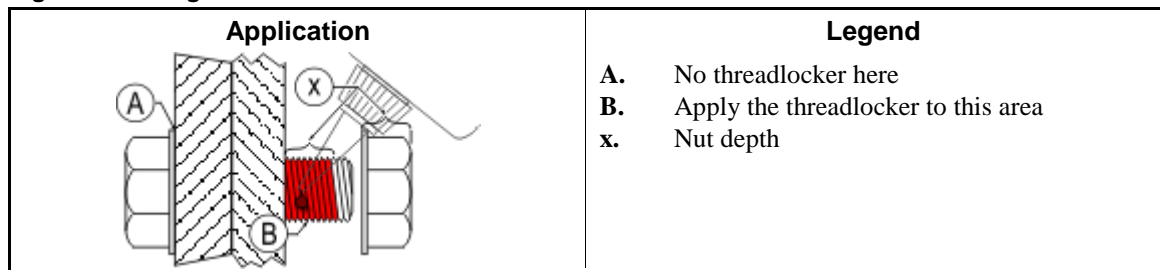 Application
Legend
A
X
B
A. No threadlocker here
B. Apply the threadlocker to this area
x. Nut depth